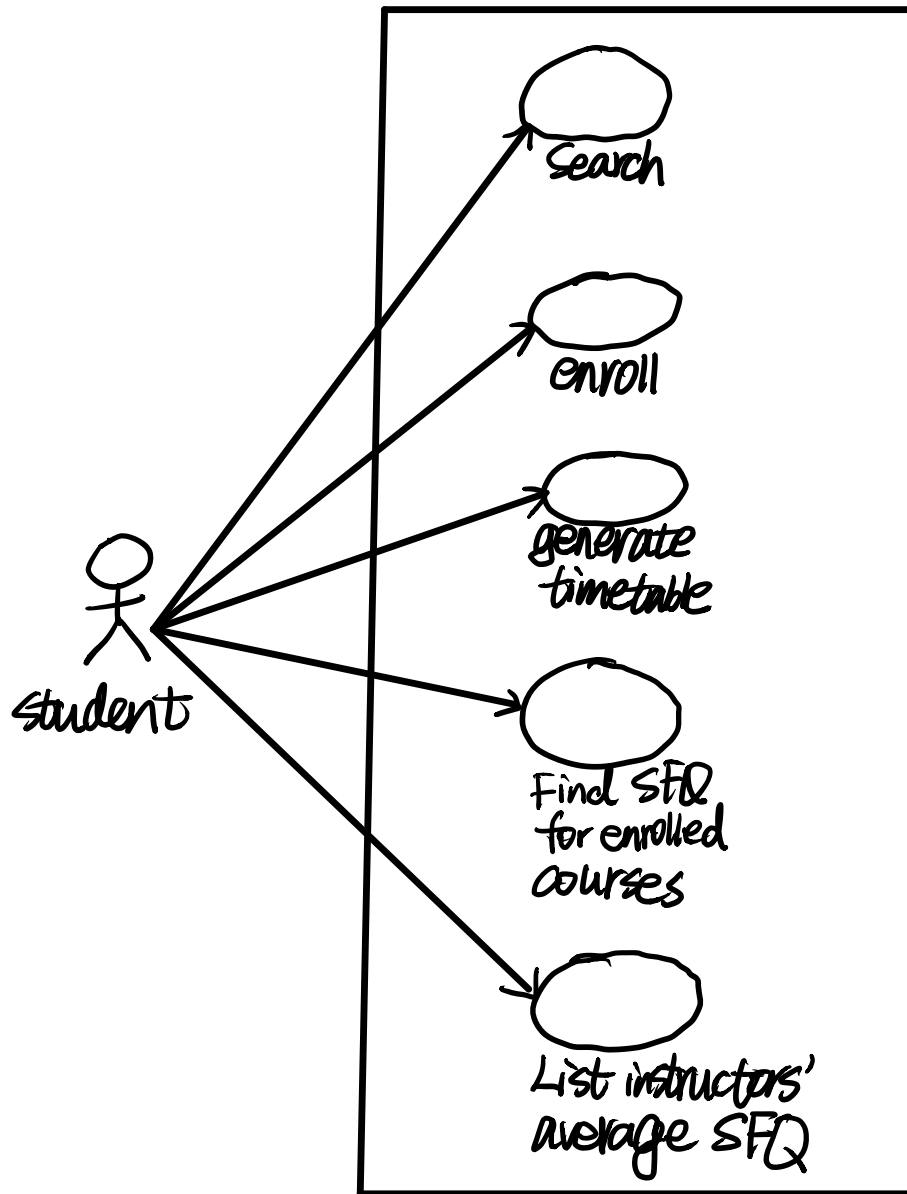 search
enroll
generate
timetable
student
Find SFQ
for enrolled
courses
List instructors'
average SFQ